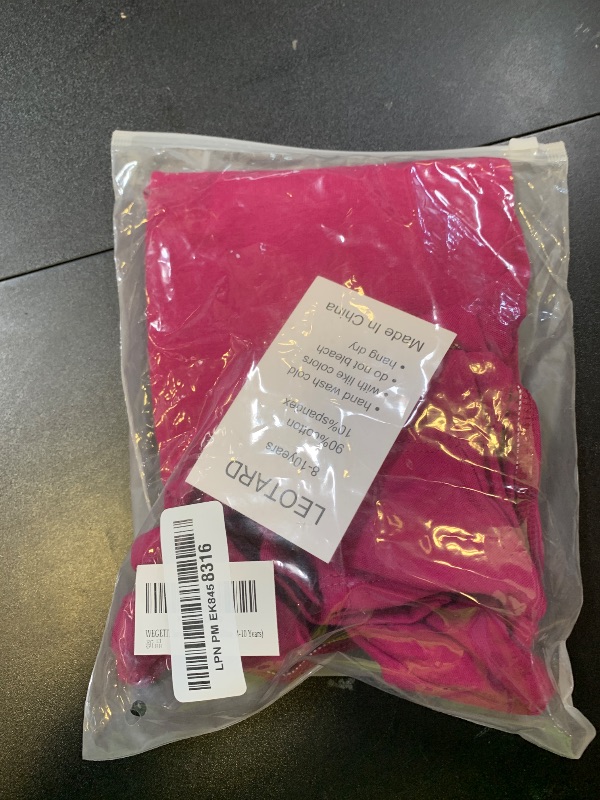 LEOTARD
8-10years
90%cotton
10%Spandex
• hand wash cold
• with like colors
• do not bleach
• hang dry
Made In China
LPN PM EK8458316